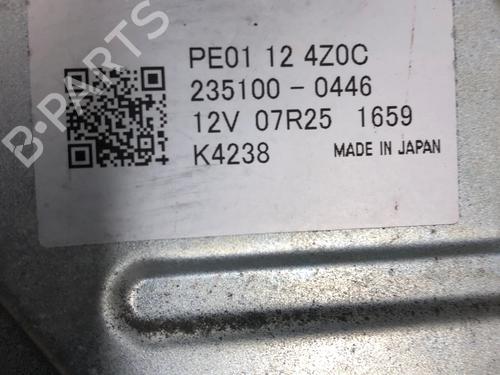 PE01 12 4Z0C
235100-0446
12V 07R25 1659
K4238 MADE IN JAPAN
B-PARTS